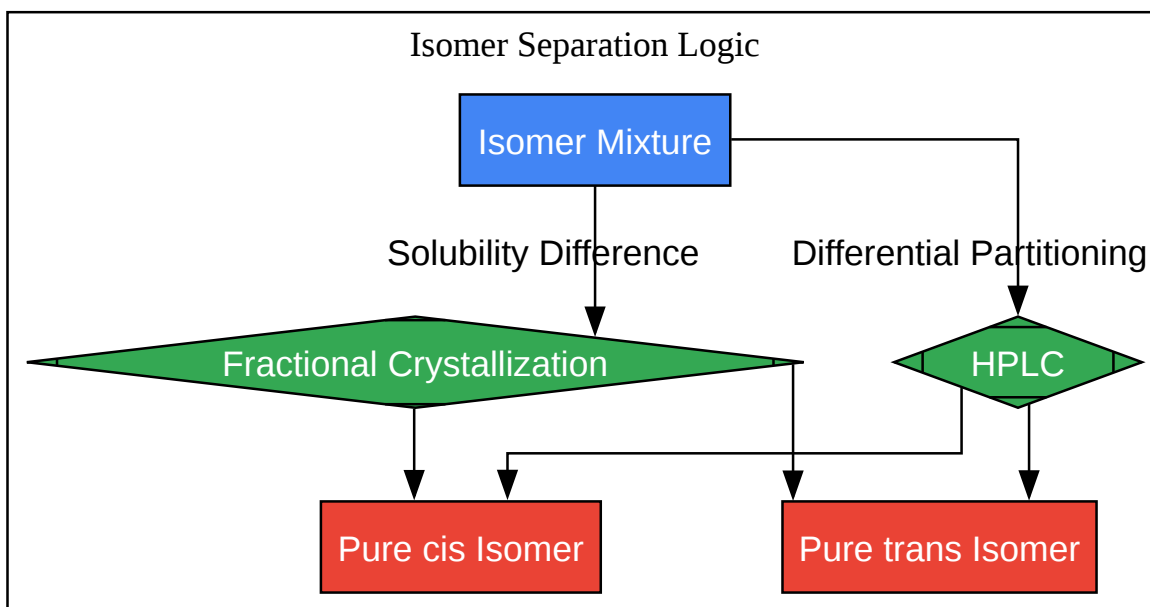 Isomer Separation Logic
Isomer Mixture
Solubility Difference
Differential Partitioning
Fractional Crystallization
HPLC
Pure cis Isomer
Pure trans Isomer